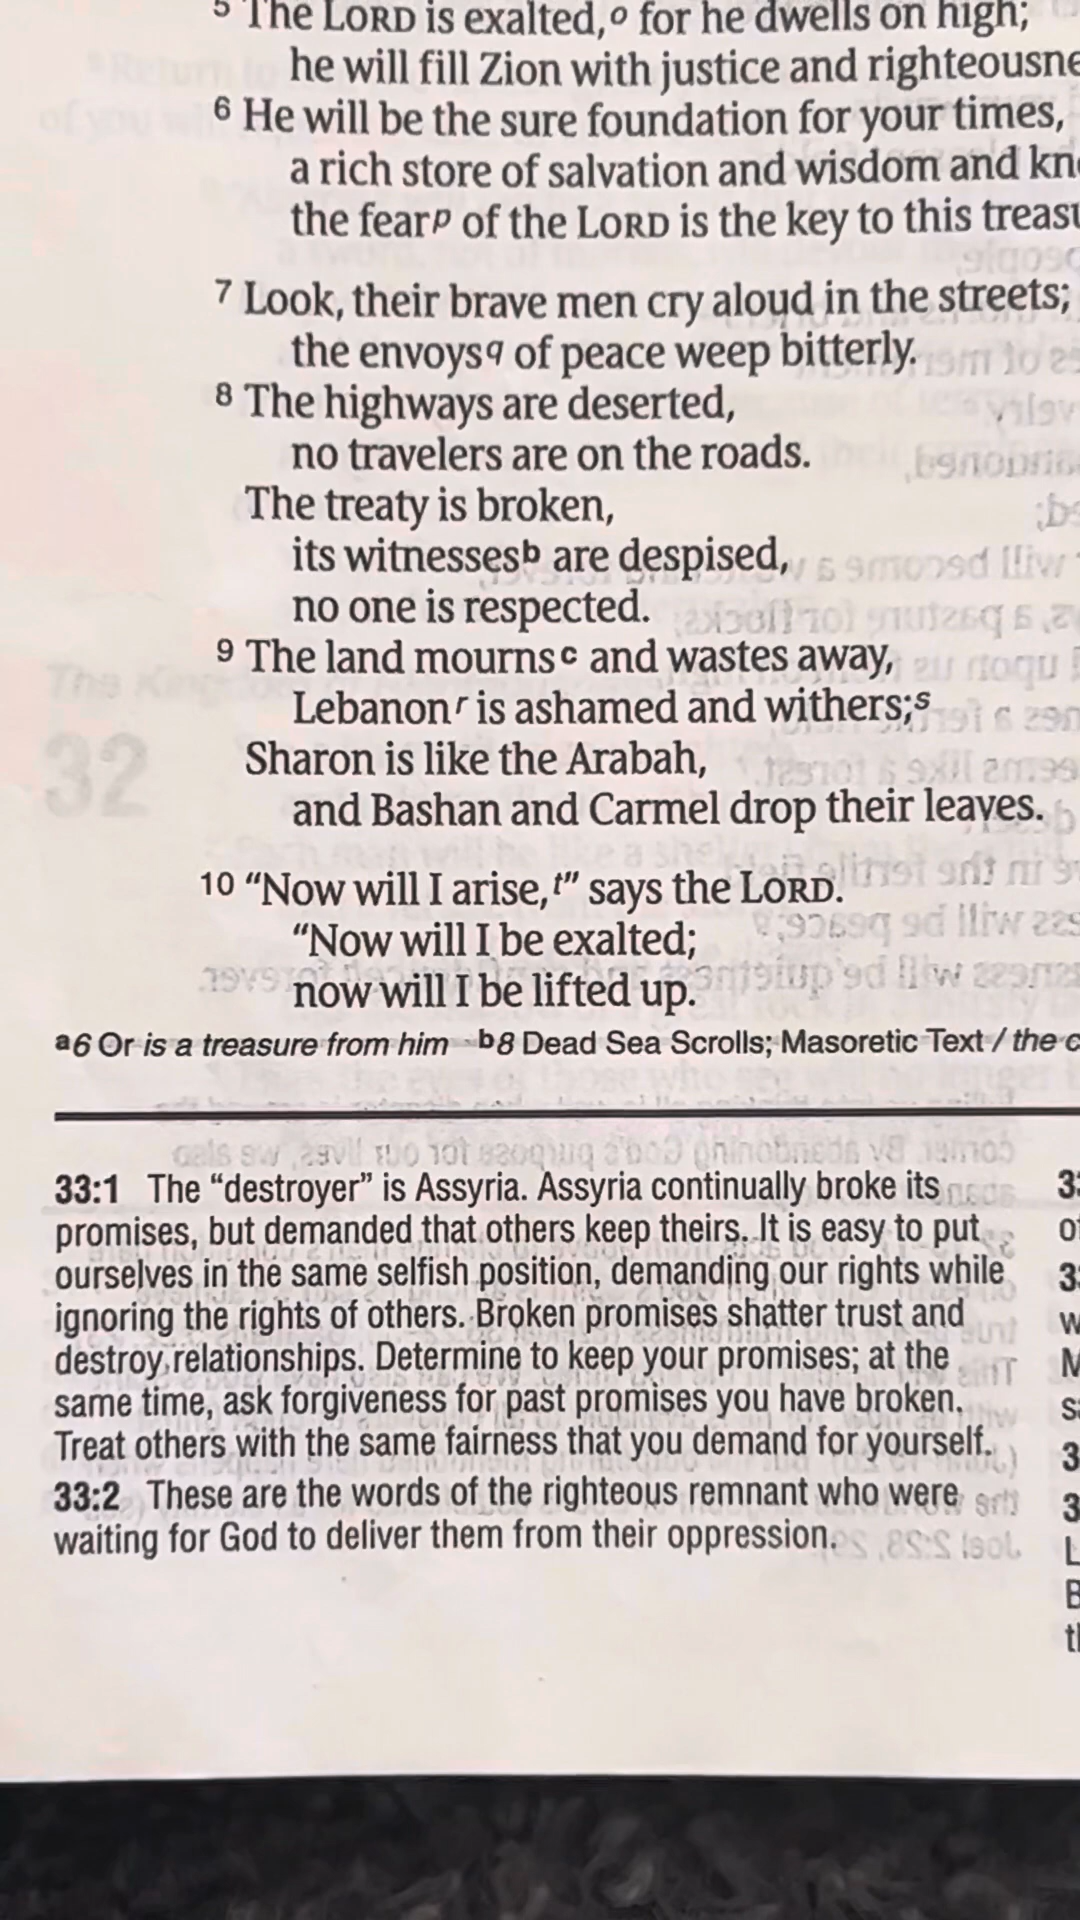 5 The LORD is exalted,o for he dwells on high;
he will fill Zion with justice and
6 He will be the sure foundation for your times,
a rich store of salvation and wisdom and
the fearp of the LORD is the key to this
7 Look, their brave men cry aloud in the streets;
the envoysq of peace weep bitterly.
8 The highways are deserted,
no travelers are on the roads.
The treaty is broken,
its witnessesb are despised,
no one is respected.
9 The land mournsc and wastes away,
Lebanonr is ashamed and withers;s
Sharon is like the Arabah,
and Bashan and Carmel drop their leaves.
10 “Now will I arise,t” says the LORD.
“Now will I be exalted;
now will I be lifted up.
a6 Or is a treasure from him b8 Dead Sea Scrolls; Masoretic Text / the
33:1 The “destroyer” is Assyria. Assyria continually broke its
promises, but demanded that others keep theirs. It is easy to put
ourselves in the same selfish position, demanding our rights while
ignoring the rights of others. Broken promises shatter trust and
destroy relationships. Determine to keep your promises; at the
same time, ask forgiveness for past promises you have broken.
Treat others with the same fairness that you demand for yourself.
33:2 These are the words of the righteous remnant who were
waiting for God to deliver them from their oppression.